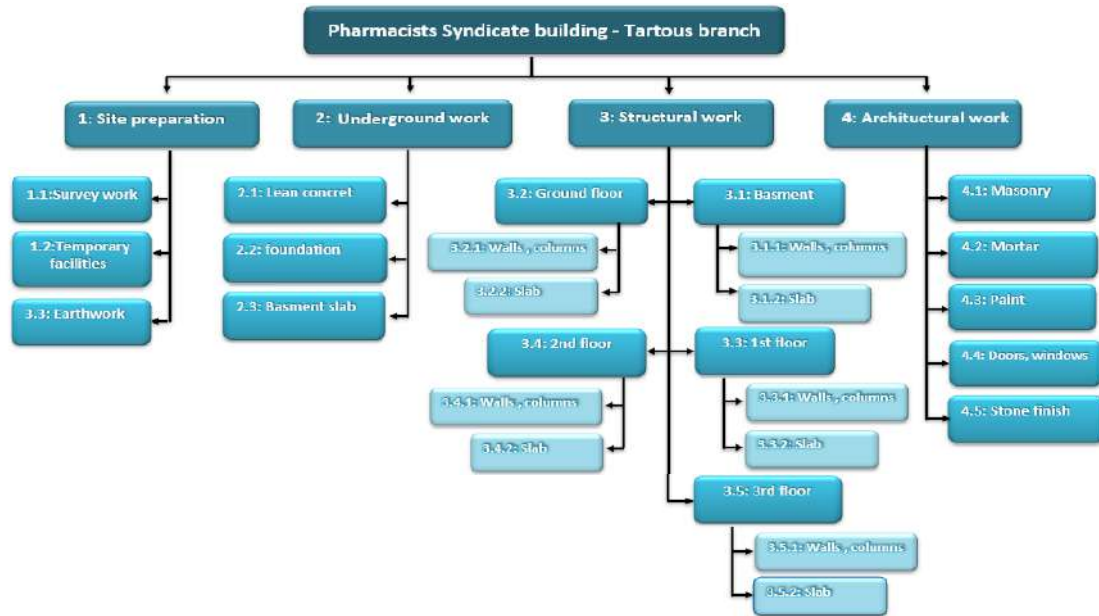 Pharmacists Syndicate building - Tartous branch
1: Site preparation
1.1:Survey work
1.2:Temporary
facilities
3.3: Earthwork
2: Underground work
2.1: Lean concret
2.2: foundation
2.3: Basment slab
3: Structural work
3.2: Ground floor
3.2.1: Walls , columns
3.2.2: Slab
3.1: Basment
3.1.1: Walls , columns
3.1.2: Slab
3.4: 2nd floor
3.4.1: Walls , columns
3.4.2: Slab
3.3: 1st floor
3.3.1: Walls , columns
3.3.2: Slab
3.5: 3rd floor
3.5.1: Walls , columns
3.5.2: Slab
4: Archituctural work
4.1: Masonry
4.2: Mortar
4.3: Paint
4.4: Doors, windows
4.5: Stone finish